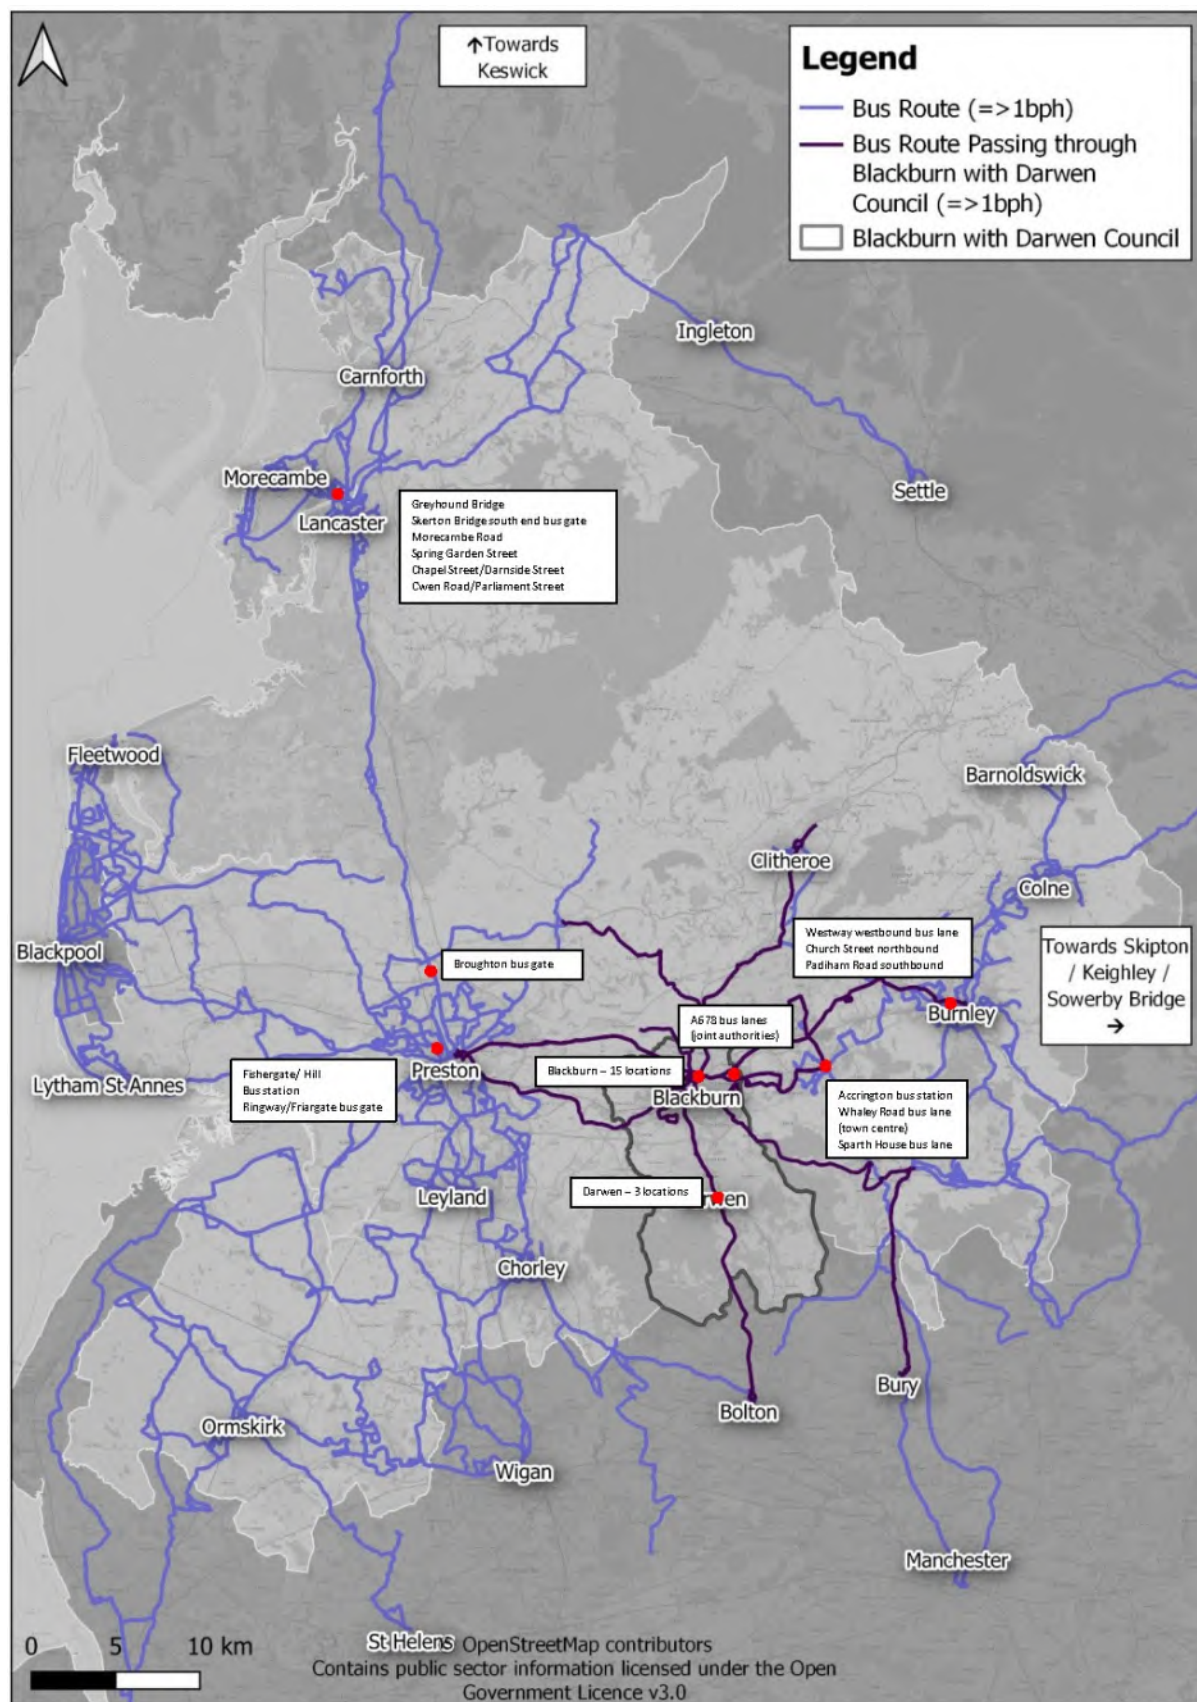 ↑Towards
Keswick
Legend
Bus Route (=>1bph)
Bus Route Passing through
Blackburn with Darwen
Council (=>1bph)
Blackburn with Darwen Council
Ingleton
Carnforth
Settle
Morecambe
Lancaster
Greyhound Bridge
Skerton Bridge south end bus gate
Morecambe Road
Spring Garden Street
Chapel Street/Darnside Street
Owen Road/Parliament Street
Fleetwood
Barnoldswick
Clitheroe
Colne
Blackpool
Westway westbound bus lane
Church Street northbound
Padiham Road southbound
Towards Skipton
/ Keighley /
Sowerby Bridge
→
Broughton bus gate
Burnley
A678 bus lanes
(joint authorities)
Lytham St Annes
Fishergate/ Hill
Bus station
Ringway/Friargate bus gate
Preston
Blackburn – 15 locations
Blackburn
Accrington bus station
Whaley Road bus lane
(town centre)
Sparth House bus lane
Leyland
Darwen – 3 locations
rwen
Chorley
Bury
Bolton
Ormskirk
Wigan
Manchester
0 5 10 km
St Helens
© OpenStreetMap contributors
Contains public sector information licensed under the Open
Government Licence v3.0